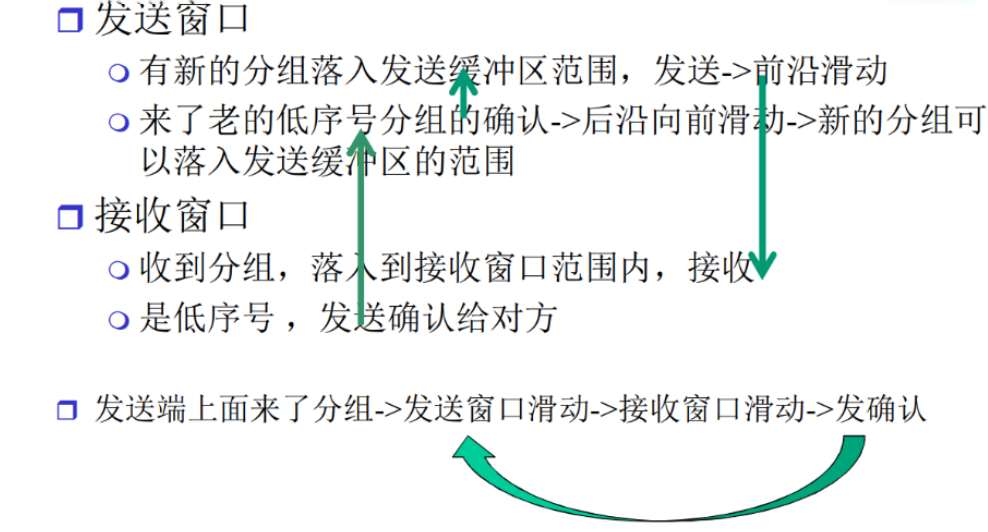 发送窗口
有新的分组落入发送缓冲区范围，发送->前沿滑动
来了老的低序号分组的确认->后沿向前滑动->新的分组可
以落入发送缓冲区的范围
接收窗口
收到分组，落入到接收窗口范围内，接收
是低序号，发送确认给对方
发送端上面来了分组->发送窗口滑动->接收窗口滑动->发确认